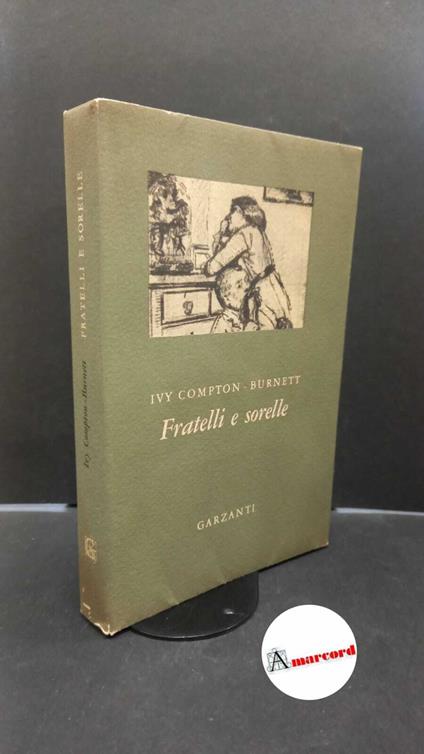 FRATELLI E SORELLE
Ivy Compton-Burnett
IVY COMPTON-BURNETT
Fratelli e sorelle
GARZANTI
Amarcord